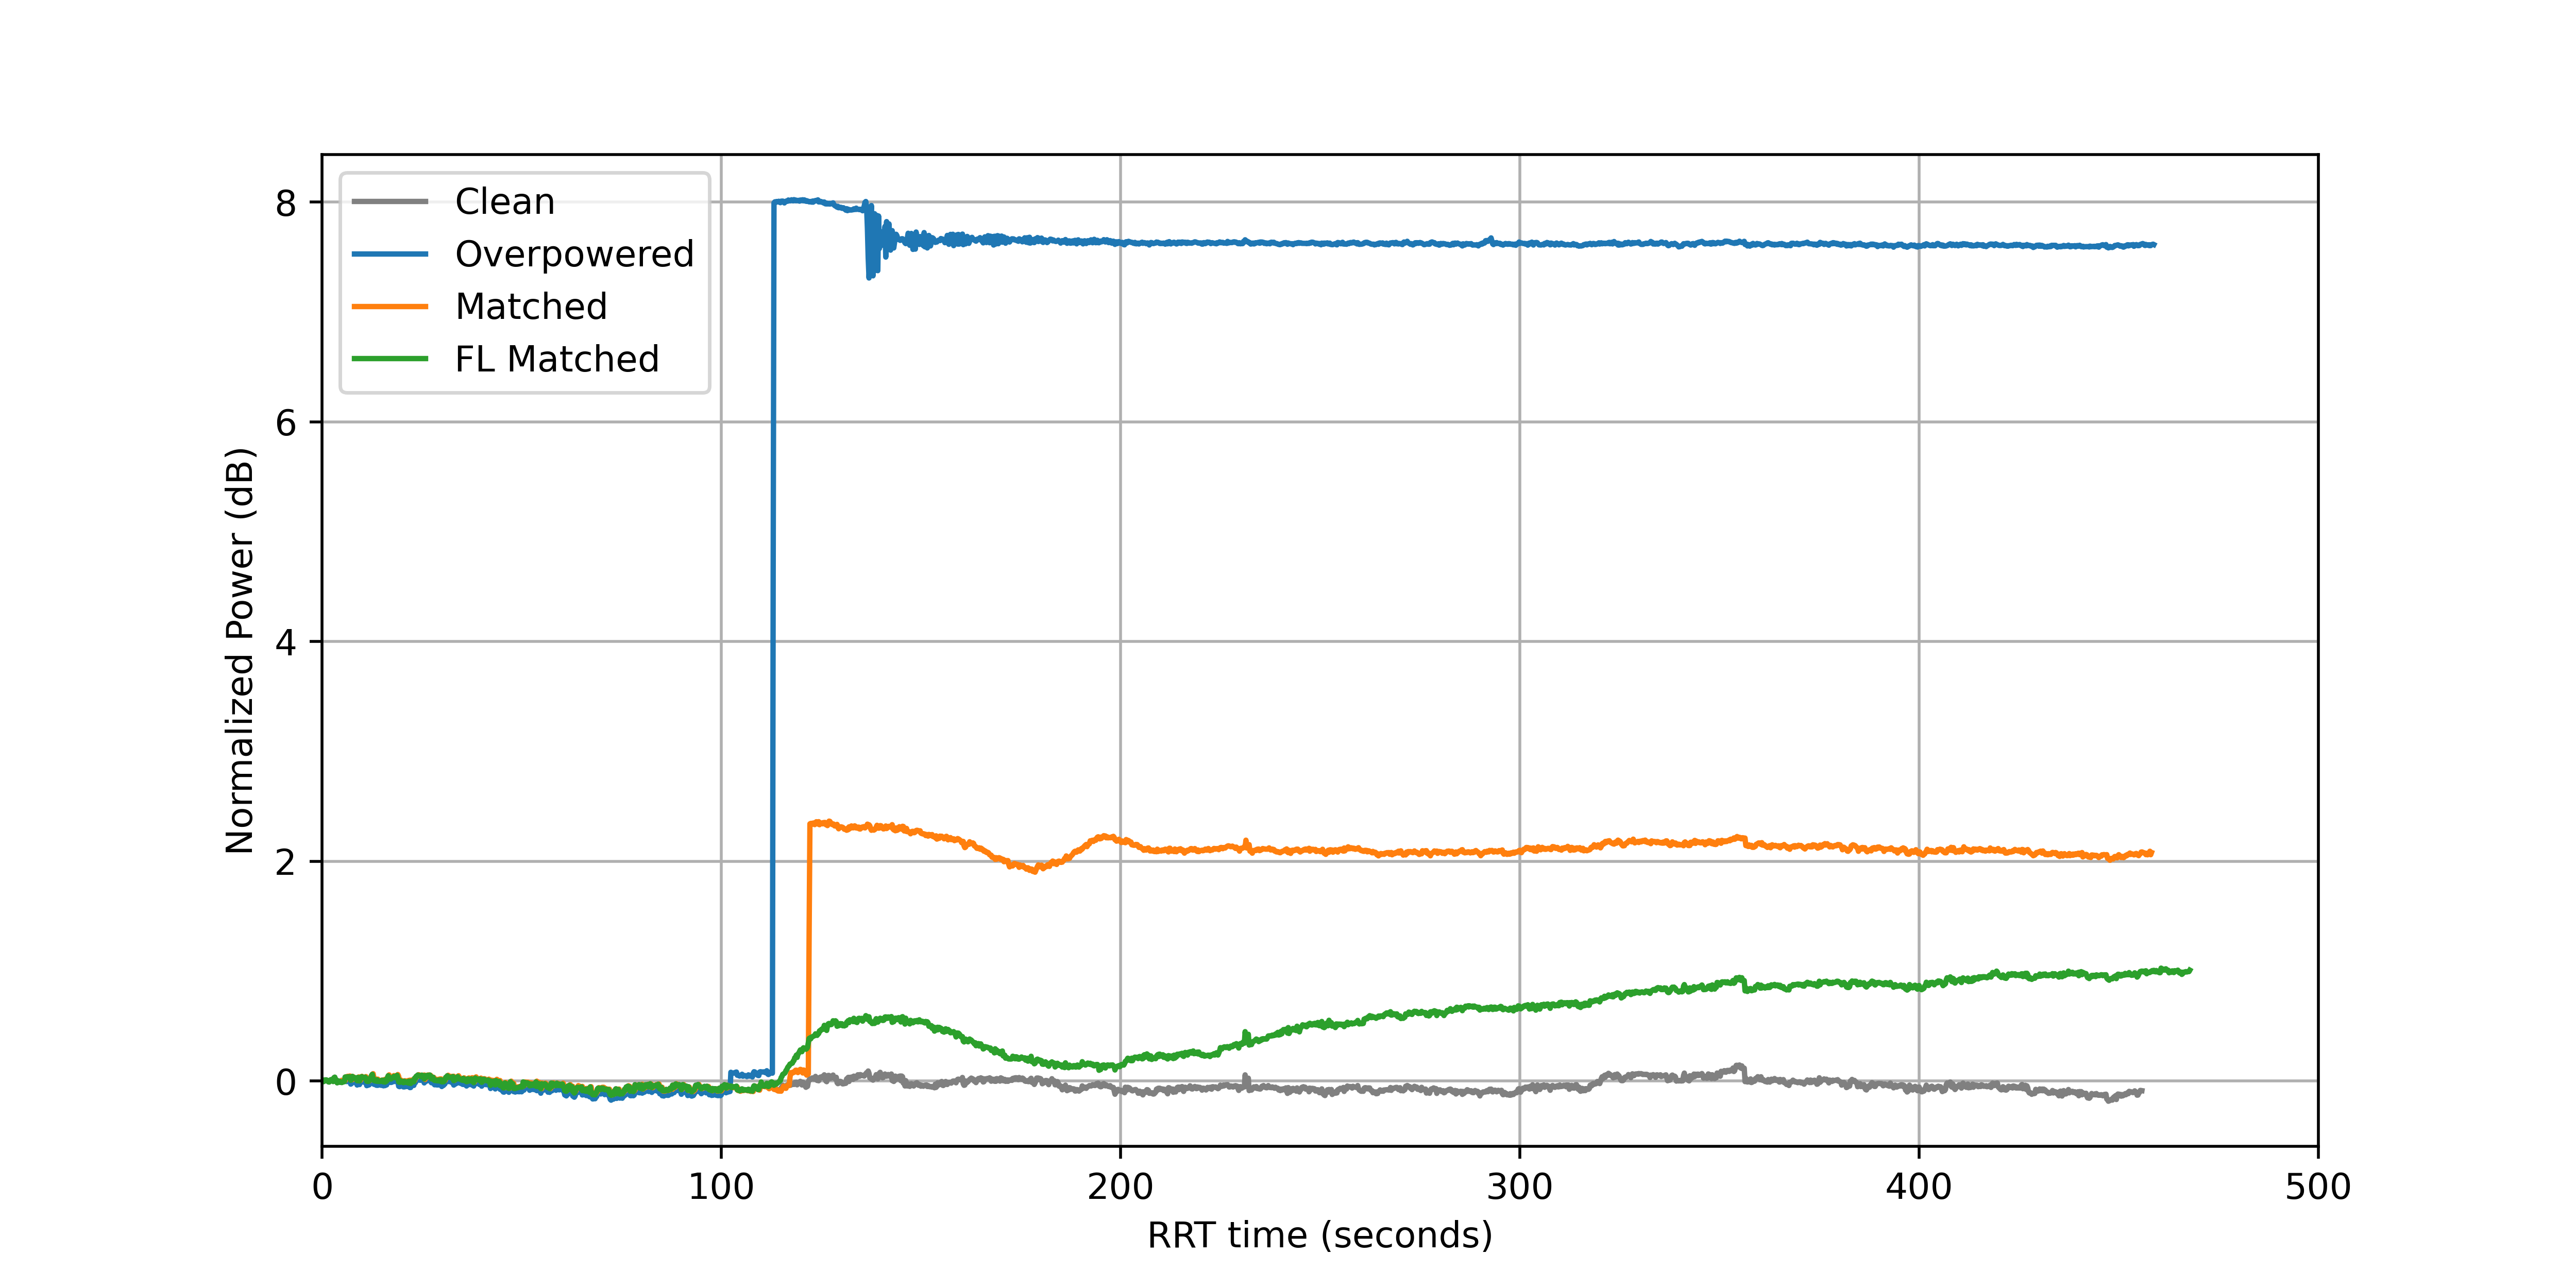 Clean
Overpowered
Matched
FL Matched
8
6
4
2
0
Normalized Power (dB)
0 100 200 300 400 500
RRT time (seconds)